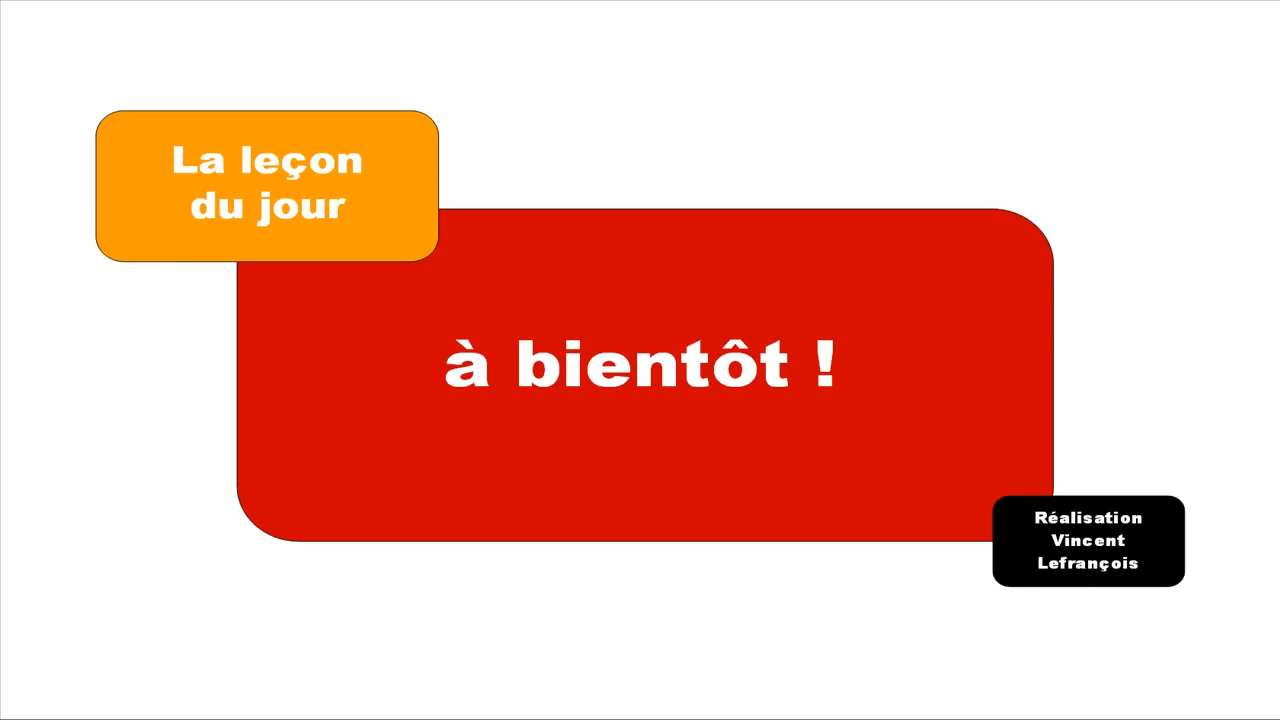 La leçon
du jour
à bientôt !
Réalisation
Vincent
Lefrançois